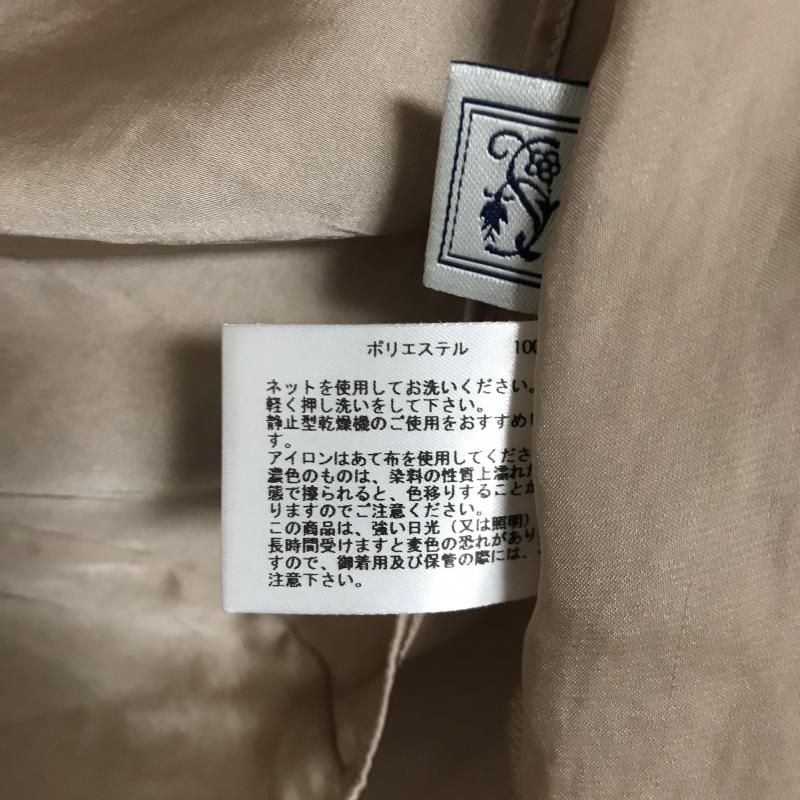 ポリエステル 100
ネットを使用してお洗いください。
軽く押し洗いをして下さい。
静止型乾燥機のご使用をおすすめし
す。
アイロンはあて布を使用してくださ
濃色のものは、染料の性質上濡れた
態で擦られると、色移りすることが
りますのでご注意ください。
この商品は、強い日光（又は照明）
長時間受けますと変色の恐れがあり
すので、御着用及び保管の際には、
注意下さい。